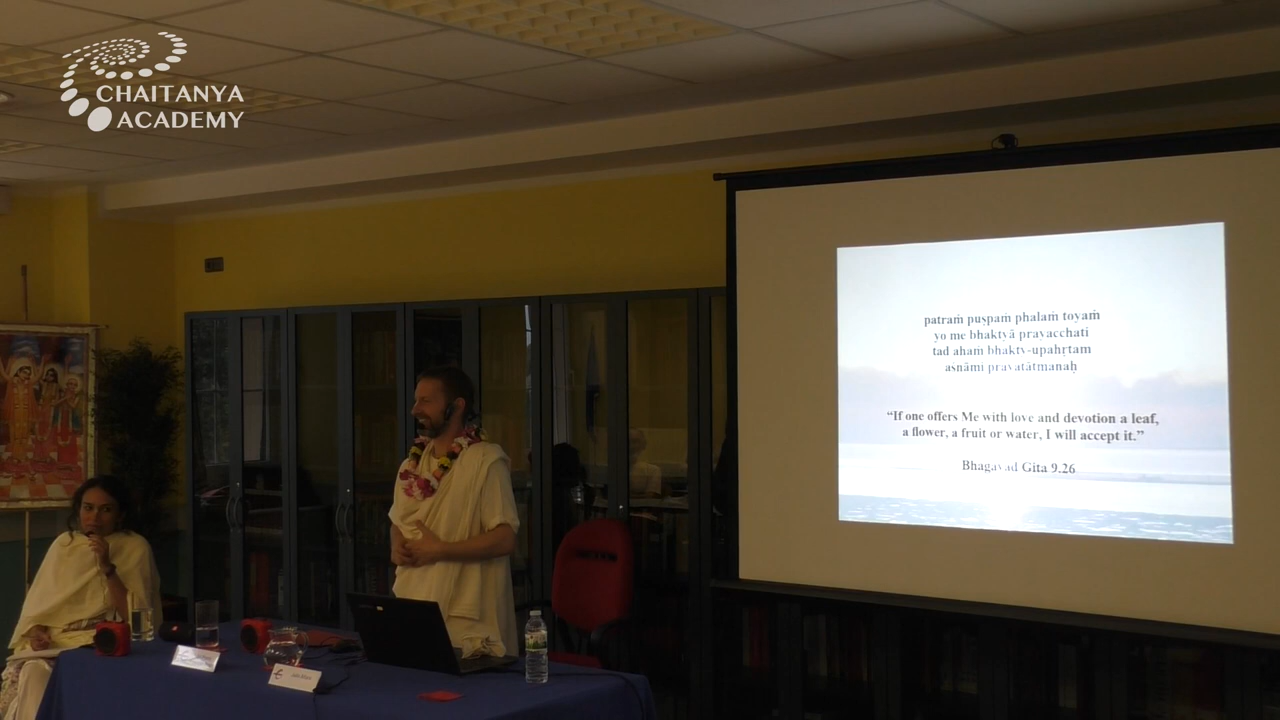 CHAITANYA
ACADEMY
patraṁ puṣpaṁ phalaṁ toyaṁ
yo me bhaktyā prayacchati
tad ahaṁ bhakty-upahṛtam
asnāmi prayatātmanaḥ
“If one offers Me with love and devotion a leaf,
a flower, a fruit or water, I will accept it.”
Bhagavad Gita 9.26